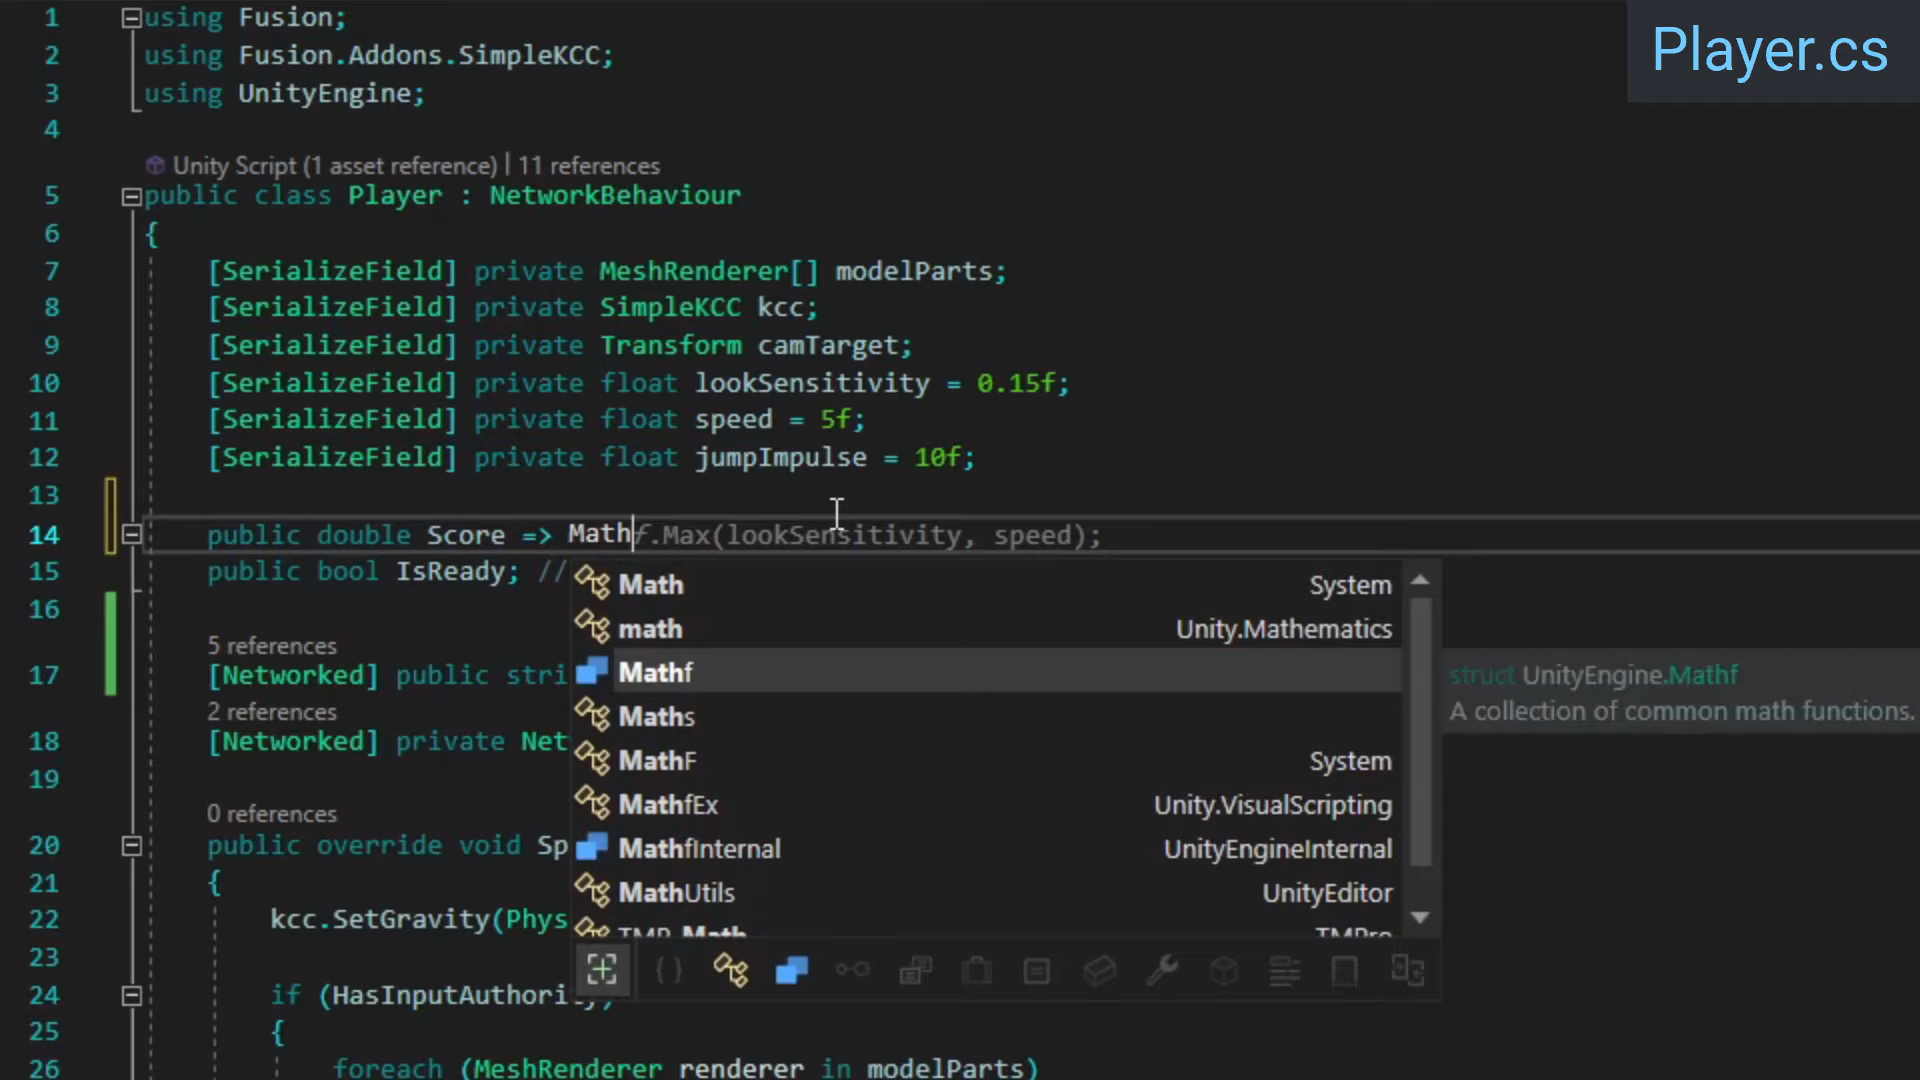 Player.cs
1 using Fusion;
2 using Fusion.Addons.SimpleKCC;
3 using UnityEngine;
4
Unity Script (1 asset reference) | 11 references
5 public class Player : NetworkBehaviour
6 {
7 [SerializeField] private MeshRenderer[] modelParts;
8 [SerializeField] private SimpleKCC kcc;
9 [SerializeField] private Transform camTarget;
10 [SerializeField] private float lookSensitivity = 0.15f;
11 [SerializeField] private float speed = 5f;
12 [SerializeField] private float jumpImpulse = 10f;
13
14 public double Score => Mathf.Max(lookSensitivity, speed);
15 public bool IsReady; //
16
5 references
17 [Networked] public stri
2 references
18 [Networked] private Net
19
0 references
20 public override void Sp
21 {
22 kcc.SetGravity(Phys
23
24 if (HasInputAuthority)
25 {
26 foreach (MeshRenderer renderer in modelParts)
Math System
math Unity.Mathematics
Mathf
Maths
MathF System
MathfEx Unity.VisualScripting
MathfInternal UnityEngineInternal
MathUtils UnityEditor
TMP_Math TMPro
struct UnityEngine.Mathf
A collection of common math functions.